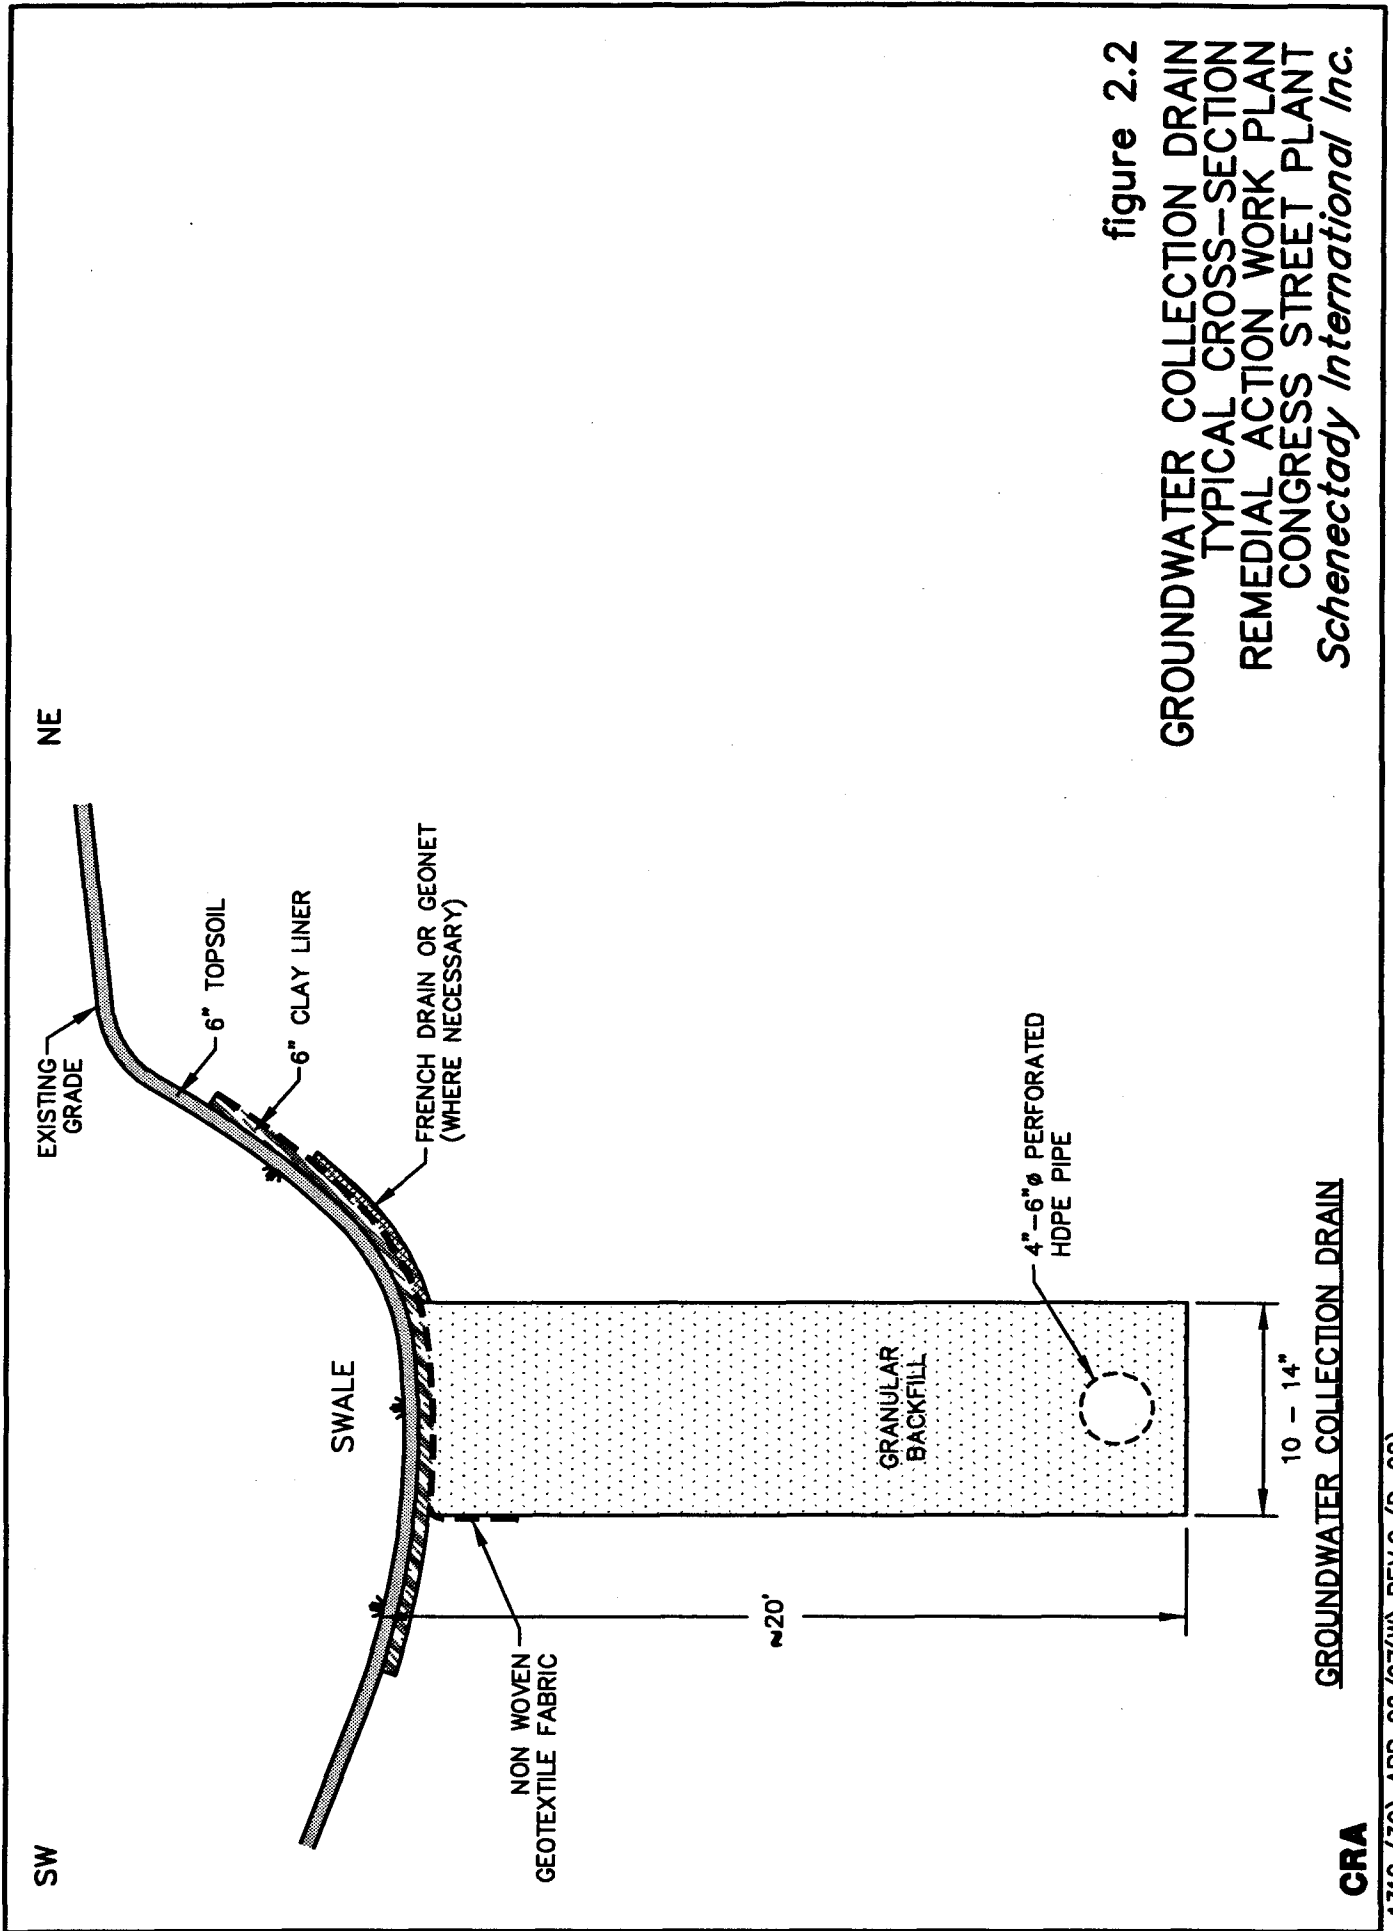 SW
NE
EXISTING
GRADE
6" TOPSOIL
6" CLAY LINER
FRENCH DRAIN OR GEONET
(WHERE NECESSARY)
SWALE
NON WOVEN
GEOTEXTILE FABRIC
≈20'
GRANULAR
BACKFILL
4"-6"ø PERFORATED
HDPE PIPE
10 - 14"
GROUNDWATER COLLECTION DRAIN
figure 2.2
GROUNDWATER COLLECTION DRAIN
TYPICAL CROSS-SECTION
REMEDIAL ACTION WORK PLAN
CONGRESS STREET PLANT
Schenectady International Inc.
CRA